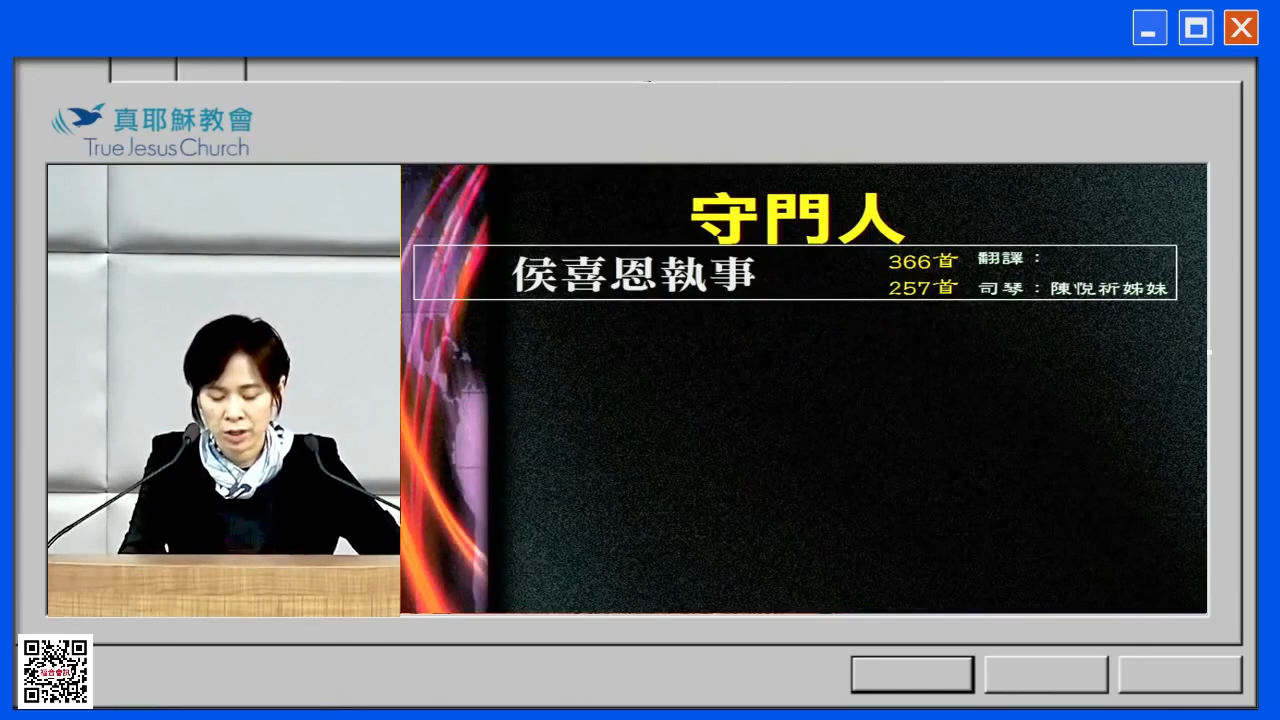 真耶穌教會
True Jesus Church
守門人
侯喜恩執事
366首 翻譯：
257首 司琴：陳悅祈姊妹